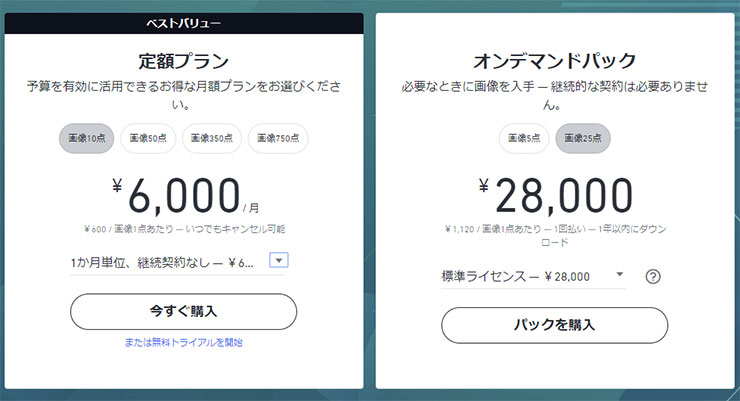 ベストバリュー
定額プラン
予算を有効に活用できるお得な月額プランをお選びくださ
い。
画像10点 画像50点 画像350点 画像750点
¥6,000 / 月
¥600 / 画像1点あたり — いつでもキャンセル可能
1か月単位、継続契約なし — ¥6...
今すぐ購入
または無料トライアルを開始
オンデマンドパック
必要なときに画像を入手 — 継続的な契約は必要ありませ
ん。
画像5点 画像25点
¥28,000
¥1,120 / 画像1点あたり — 1回払い — 1年以内にダウン
ロード
標準ライセンス — ¥28,000 ?
パックを購入